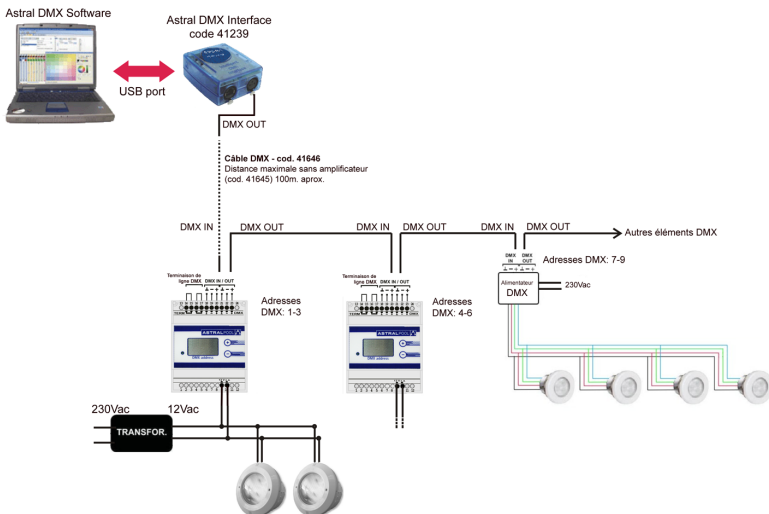 Astral DMX Software
Astral DMX Interface
code 41239
USB port
DMX OUT
Câble DMX - cod. 41646
Distance maximale sans amplificateur
(cod. 41645) 100m. aprox.
DMX IN
DMX OUT
DMX IN
DMX OUT
DMX IN
DMX OUT
Autres éléments DMX
DMX IN
DMX OUT
Adresses DMX: 7-9
Alimentateur
DMX
230Vac
Terminaison de
ligne DMX
DMX IN / OUT
Adresses
DMX: 1-3
ASTRALPOOL
DMX address
Terminaison de
ligne DMX
DMX IN / OUT
Adresses
DMX: 4-6
ASTRALPOOL
DMX address
230Vac
12Vac
TRANSFOR.